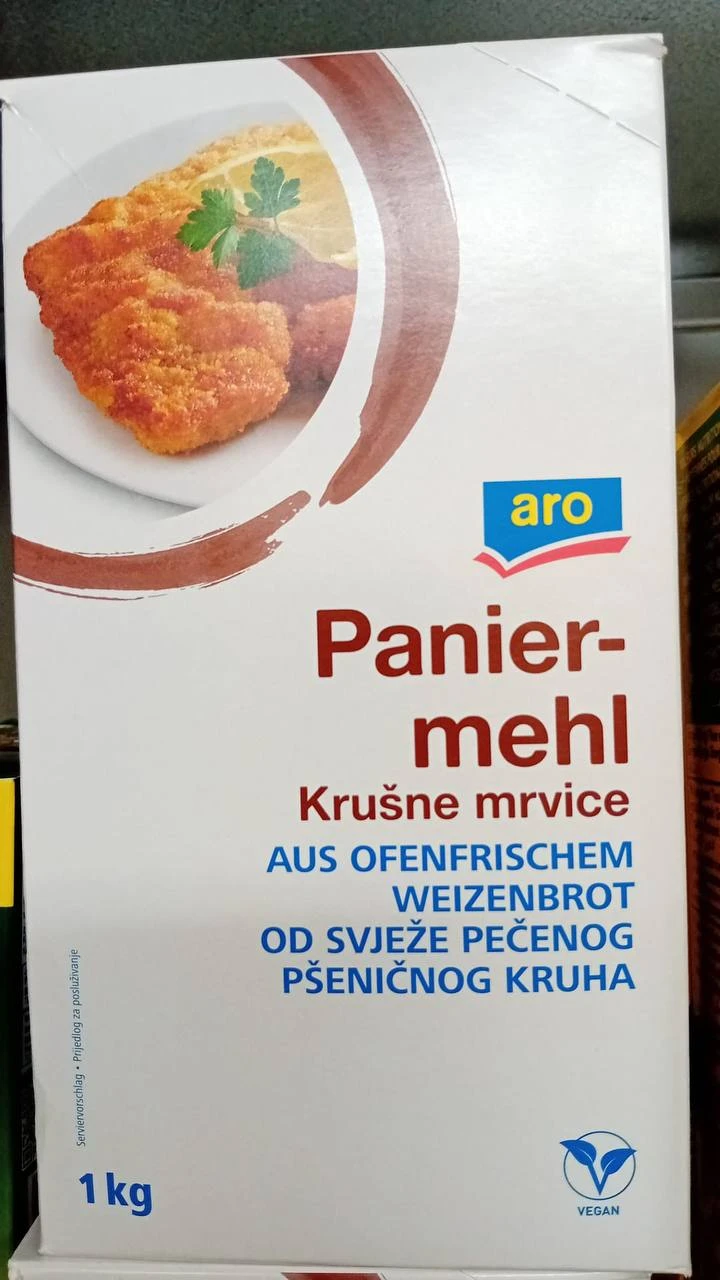 aro
Panier-
mehl
Krušne mrvice
AUS OFENFRISCHEM
WEIZENBROT
OD SVJEŽE PEČENOG
PŠENIČNOG KRUHA
Serviervorschlag • Prijedlog za posluživanje
1 kg
VEGAN